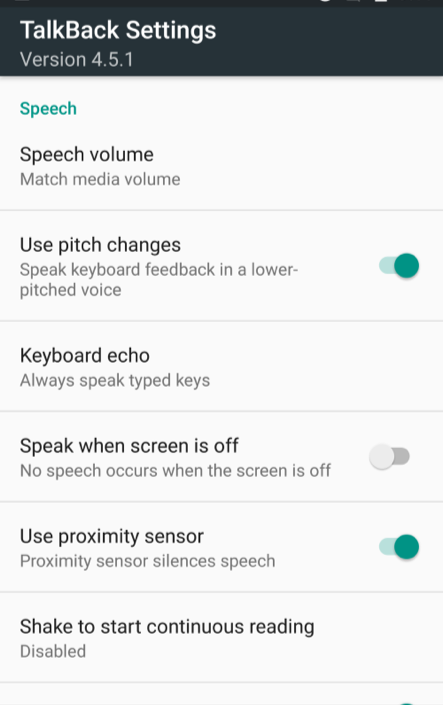 TalkBack Settings
Version 4.5.1
Speech
Speech volume
Match media volume
Use pitch changes
Speak keyboard feedback in a lower-
pitched voice
Keyboard echo
Always speak typed keys
Speak when screen is off
No speech occurs when the screen is off
Use proximity sensor
Proximity sensor silences speech
Shake to start continuous reading
Disabled